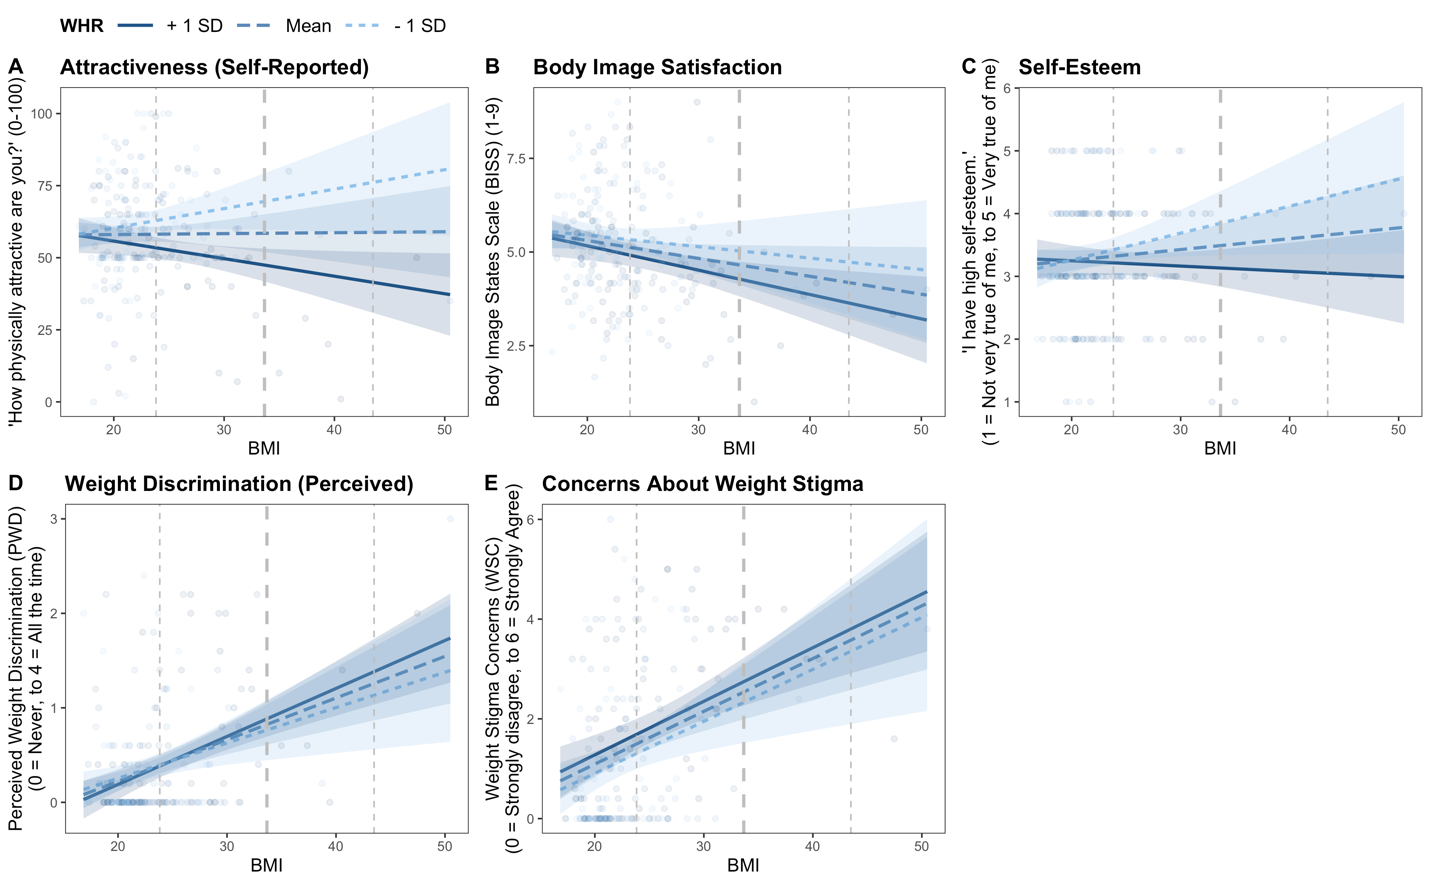 WHR + 1 SD Mean - 1 SD
A Attractiveness (Self-Reported)
'How physically attractive are you?' (0-100)
100
75
50
25
0
20 30 40 50
BMI
B Body Image Satisfaction
Body Image States Scale (BISS) (1-9)
7.5
5.0
2.5
20 30 40 50
BMI
C Self-Esteem
'I have high self-esteem.'
(1 = Not very true of me, to 5 = Very true of me)
6
5
4
3
2
1
20 30 40 50
BMI
D Weight Discrimination (Perceived)
Perceived Weight Discrimination (PWD)
(0 = Never, to 4 = All the time)
3
2
1
0
20 30 40 50
BMI
E Concerns About Weight Stigma
Weight Stigma Concerns (WSC)
(0 = Strongly disagree, to 6 = Strongly Agree)
6
4
2
0
20 30 40 50
BMI